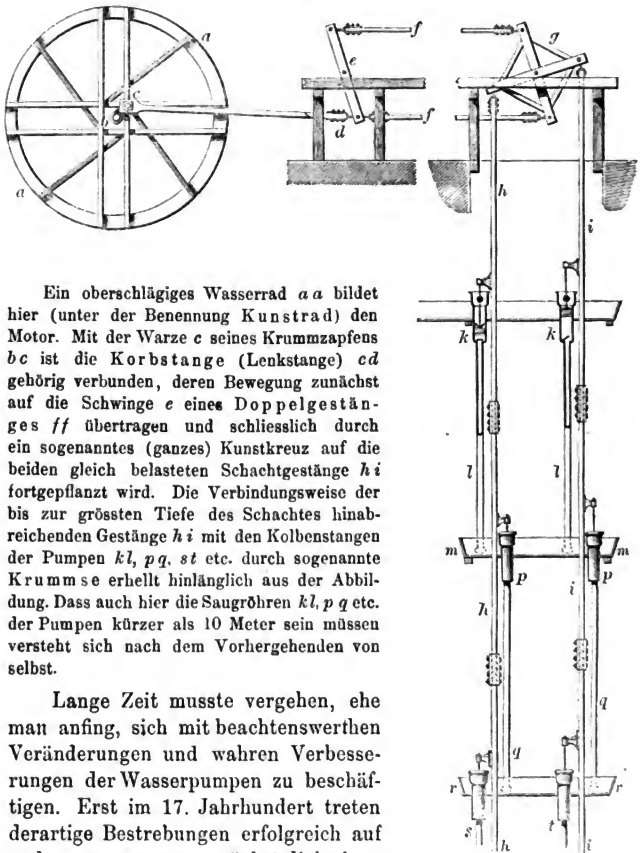 a
a
c
b
d
e
f
f
g
h
i
Ein oberschlägiges Wasserrad a a bildet
hier (unter der Benennung Kunstrad) den
Motor. Mit der Warze c seines Krummzapfens
b c ist die Korbstange (Lenkstange) cd
gehörig verbunden, deren Bewegung zunächst
auf die Schwinge e eines Doppelgestän-
ges ff übertragen und schliesslich durch
ein sogenanntes (ganzes) Kunstkreuz auf die
beiden gleich belasteten Schachtgestänge h i
fortgepflanzt wird. Die Verbindungsweise der
bis zur grössten Tiefe des Schachtes hinab-
reichenden Gestänge h i mit den Kolbenstangen
der Pumpen kl, pq, st etc. durch sogenannte
Krummse erhellt hinlänglich aus der Abbil-
dung. Dass auch hier die Saugröhren kl, p q etc.
der Pumpen kürzer als 10 Meter sein müssen
versteht sich nach dem Vorhergehenden von
selbst.
Lange Zeit musste vergehen, ehe
man anfing, sich mit beachtenswerthen
Veränderungen und wahren Verbesse-
rungen der Wasserpumpen zu beschäf-
tigen. Erst im 17. Jahrhundert treten
derartige Bestrebungen erfolgreich auf
k
k
l
l
m
m
p
p
h
i
q
q
r
r
s
t
h
i